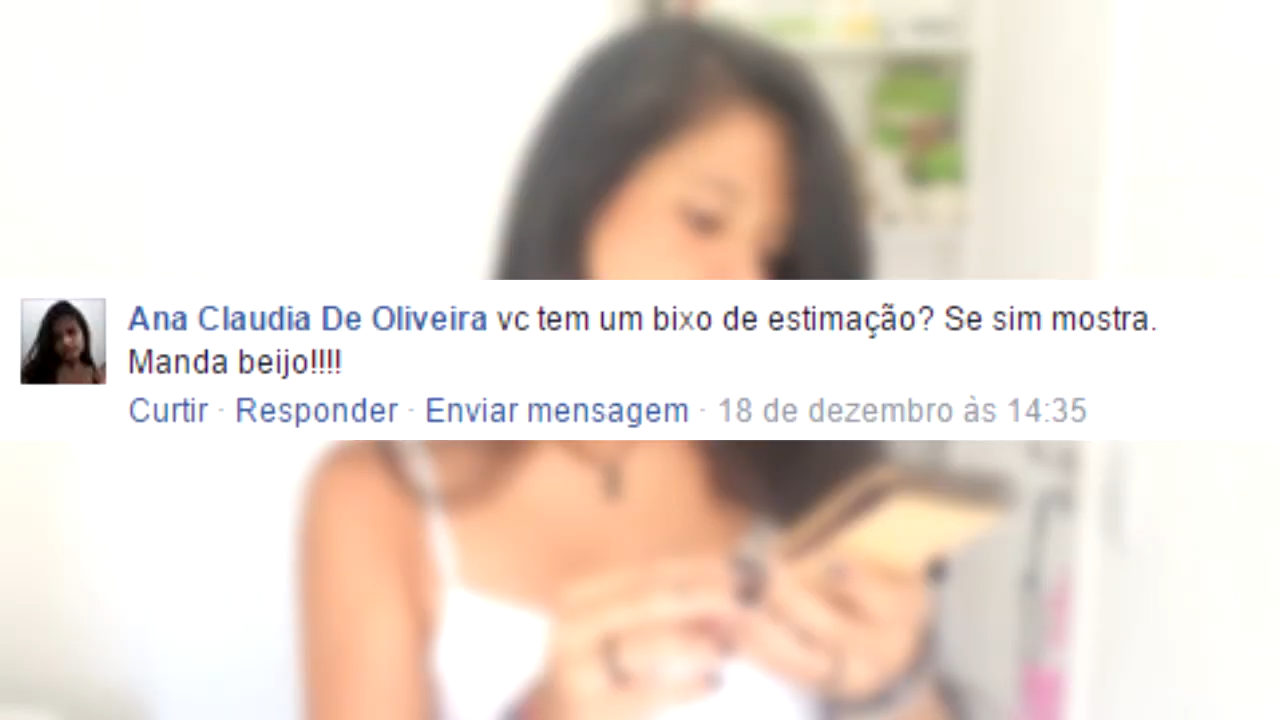 Ana Claudia De Oliveira vc tem um bixo de estimação? Se sim mostra.
Manda beijo!!!!
Curtir · Responder · Enviar mensagem · 18 de dezembro às 14:35